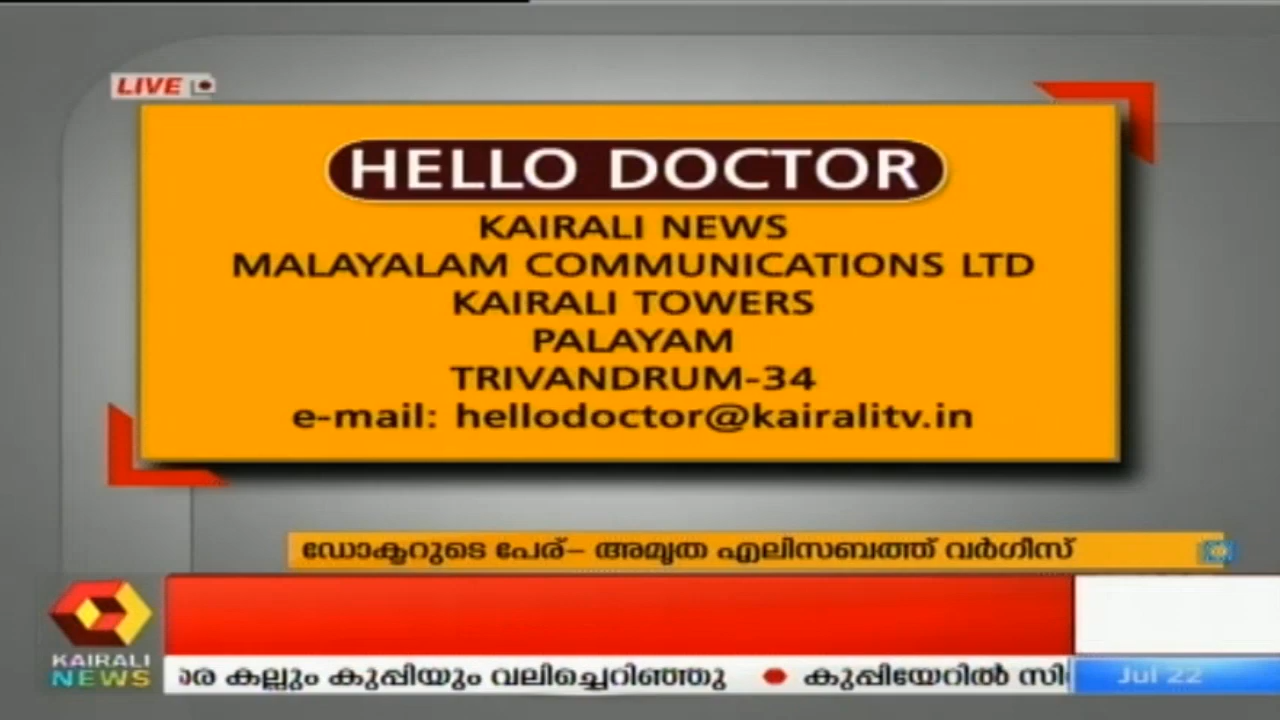 LIVE
HELLO DOCTOR
KAIRALI NEWS
MALAYALAM COMMUNICATIONS LTD
KAIRALI TOWERS
PALAYAM
TRIVANDRUM-34
e-mail: hellodoctor@kairalitv.in
ഡോക്ടറുടെ പേര്– അമൃത എലിസബത്ത് വർഗീസ്
KAIRALI
NEWS
കല്ലും കുപ്പിയും വലിച്ചെറിഞ്ഞു ● കുപ്പിയേറിൽ
Jul 22